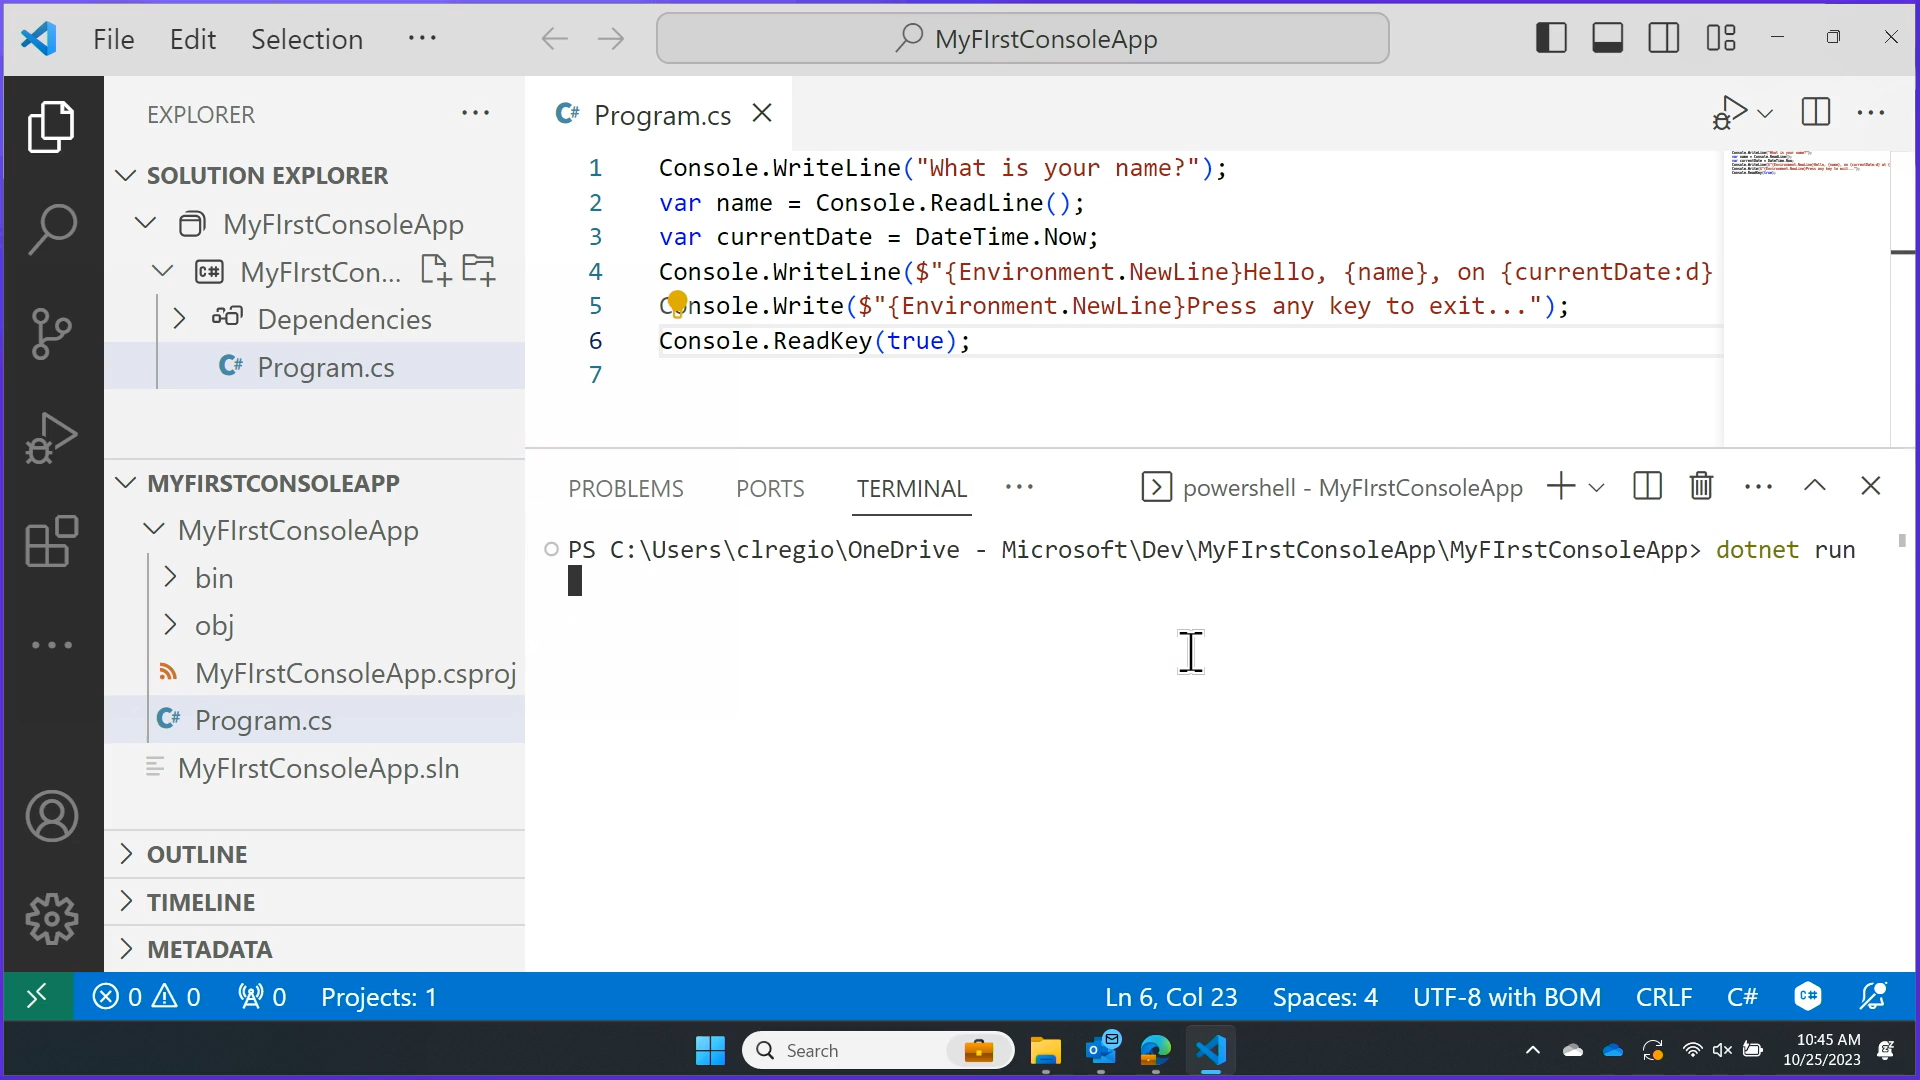 File Edit Selection ...
MyFIrstConsoleApp
EXPLORER
SOLUTION EXPLORER
MyFIrstConsoleApp
MyFIrstCon...
Dependencies
Program.cs
MYFIRSTCONSOLEAPP
MyFIrstConsoleApp
bin
obj
MyFIrstConsoleApp.csproj
Program.cs
MyFIrstConsoleApp.sln
OUTLINE
TIMELINE
METADATA
Program.cs
1 Console.WriteLine("What is your name?");
2 var name = Console.ReadLine();
3 var currentDate = DateTime.Now;
4 Console.WriteLine($"{Environment.NewLine}Hello, {name}, on {currentDate:d}
5 Console.Write($"{Environment.NewLine}Press any key to exit...");
6 Console.ReadKey(true);
7
PROBLEMS PORTS TERMINAL ... powershell - MyFIrstConsoleApp
PS C:\Users\clregio\OneDrive - Microsoft\Dev\MyFIrstConsoleApp\MyFIrstConsoleApp> dotnet run
0 0 0 Projects: 1 Ln 6, Col 23 Spaces: 4 UTF-8 with BOM CRLF C#
Search
10:45 AM
10/25/2023